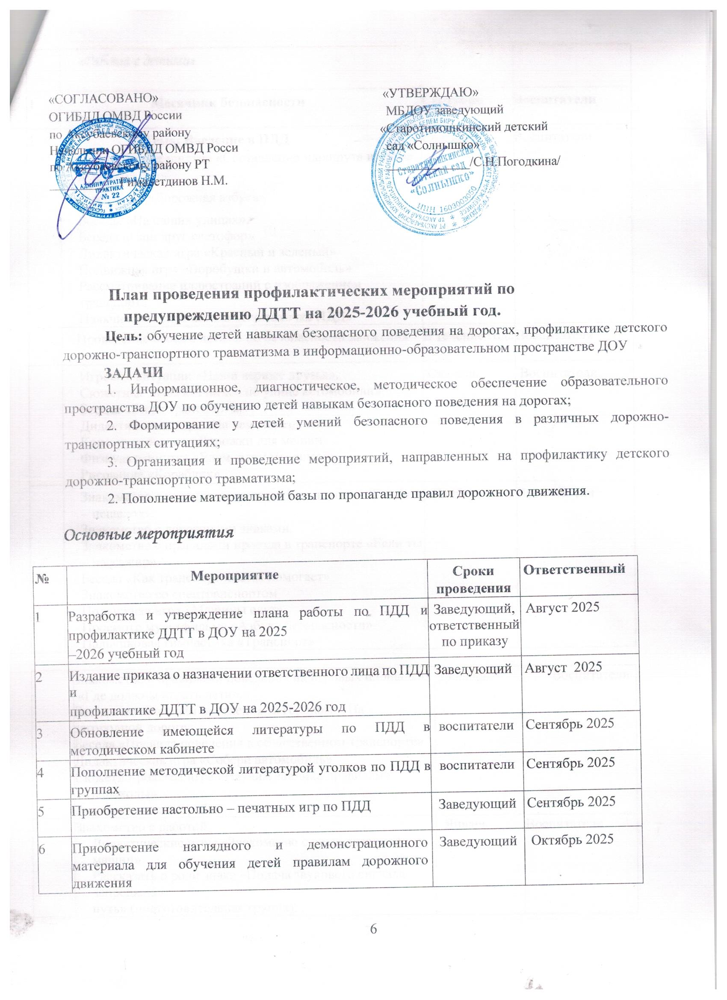 «СОГЛАСОВАНО»
ОГИБДД ОМВД России
по Аксубаевскому району
Начальник ОГИБДД ОМВД Росси
по Аксубаевскому району РТ
Гималетдинов Н.М.
АДМИНИСТРАТИВНАЯ
ПРАКТИКА
№ 22
«УТВЕРЖДАЮ»
МБДОУ заведующий
«Старотимошкинский детский
сад «Солнышко»
/С.Н.Погодкина/
Старотимошкинский
детский сад
«Солнышко»
ИНН 1603003050
План проведения профилактических мероприятий по
предупреждению ДДТТ на 2025-2026 учебный год.
Цель: обучение детей навыкам безопасного поведения на дорогах, профилактике детского
дорожно-транспортного травматизма в информационно-образовательном пространстве ДОУ
ЗАДАЧИ
1. Информационное, диагностическое, методическое обеспечение образовательного
пространства ДОУ по обучению детей навыкам безопасного поведения на дорогах;
2. Формирование у детей умений безопасного поведения в различных дорожно-
транспортных ситуациях;
3. Организация и проведение мероприятий, направленных на профилактику детского
дорожно-транспортного травматизма;
2. Пополнение материальной базы по пропаганде правил дорожного движения.
Основные мероприятия
№ Мероприятие Сроки проведения Ответственный
1 Разработка и утверждение плана работы по ПДД и Заведующий, Август 2025
профилактике ДДТТ в ДОУ на 2025 ответственный
–2026 учебный год по приказу
2 Издание приказа о назначении ответственного лица по ПДД Заведующий Август 2025
и
профилактике ДДТТ в ДОУ на 2025-2026 год
3 Обновление имеющейся литературы по ПДД в воспитатели Сентябрь 2025
методическом кабинете
4 Пополнение методической литературой уголков по ПДД в воспитатели Сентябрь 2025
группах
5 Приобретение настольно – печатных игр по ПДД Заведующий Сентябрь 2025
6 Приобретение наглядного и демонстрационного Заведующий Октябрь 2025
материала для обучения детей правилам дорожного
движения
6